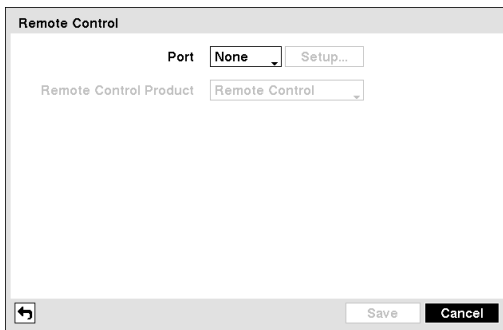 Remote Control
Port None Setup...
Remote Control Product Remote Control
Save Cancel